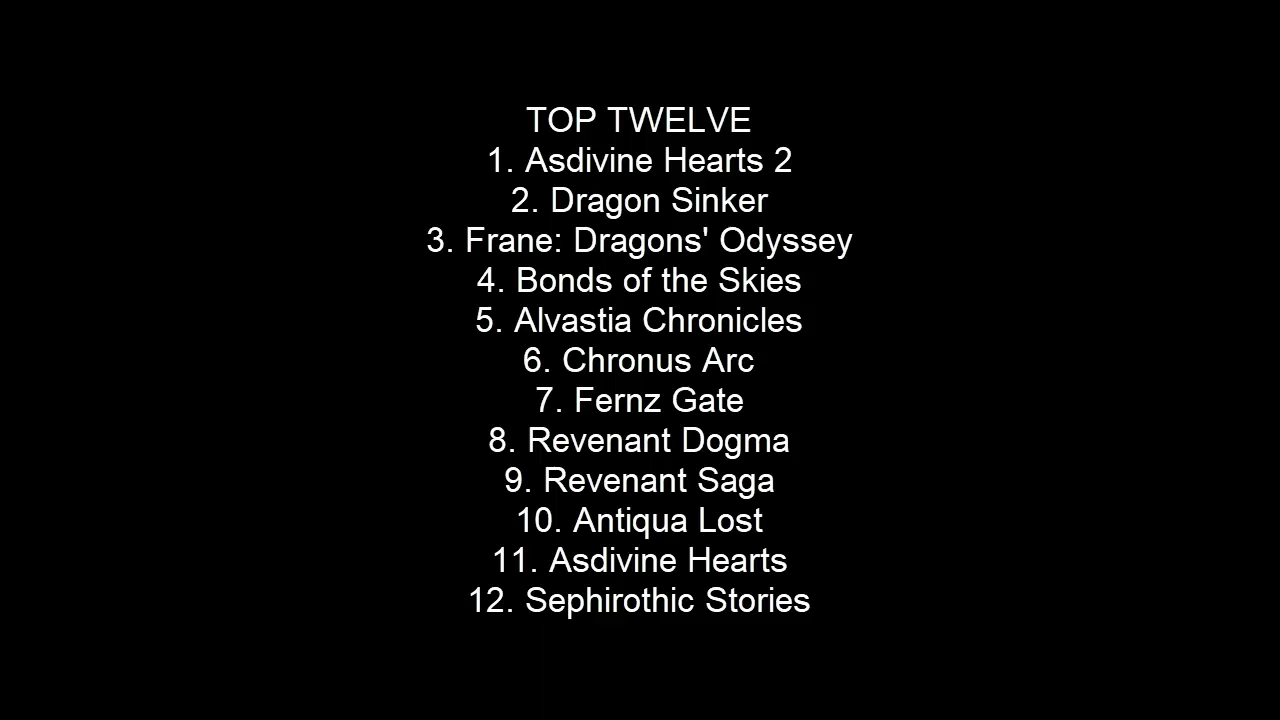 TOP TWELVE
1. Asdivine Hearts 2
2. Dragon Sinker
3. Frane: Dragons' Odyssey
4. Bonds of the Skies
5. Alvastia Chronicles
6. Chronus Arc
7. Fernz Gate
8. Revenant Dogma
9. Revenant Saga
10. Antiqua Lost
11. Asdivine Hearts
12. Sephirothic Stories